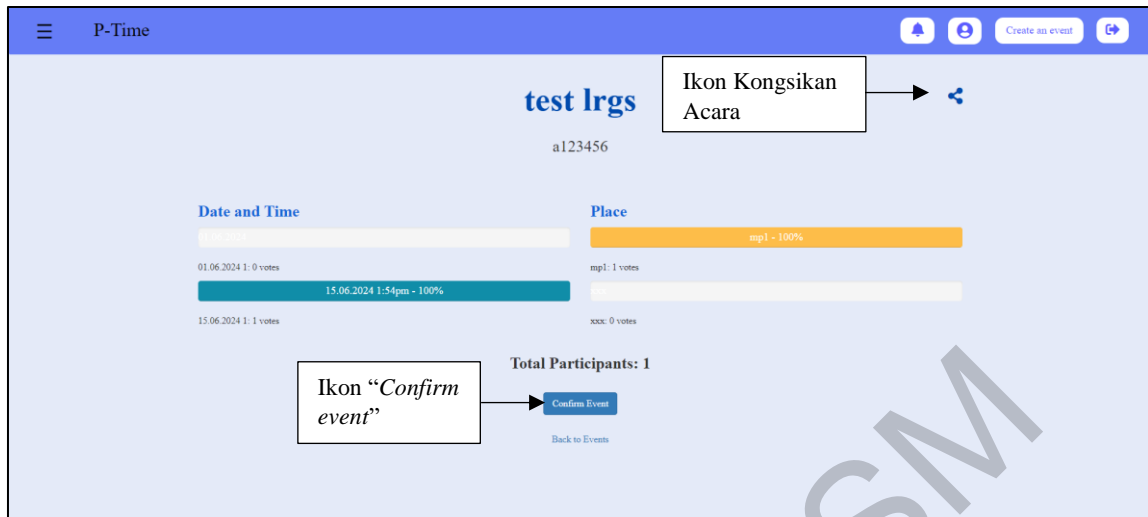 P-Time
Create an event
Ikon Kongsikan
Acara
test lrgs
a123456
Date and Time
Place
mp1 - 100%
01.06.2024 1: 0 votes
mp1: 1 votes
15.06.2024 1:54pm - 100%
xxx
15.06.2024 1: 1 votes
xxx: 0 votes
Total Participants: 1
Ikon “Confirm
event”
Confirm Event
Back to Events
SM